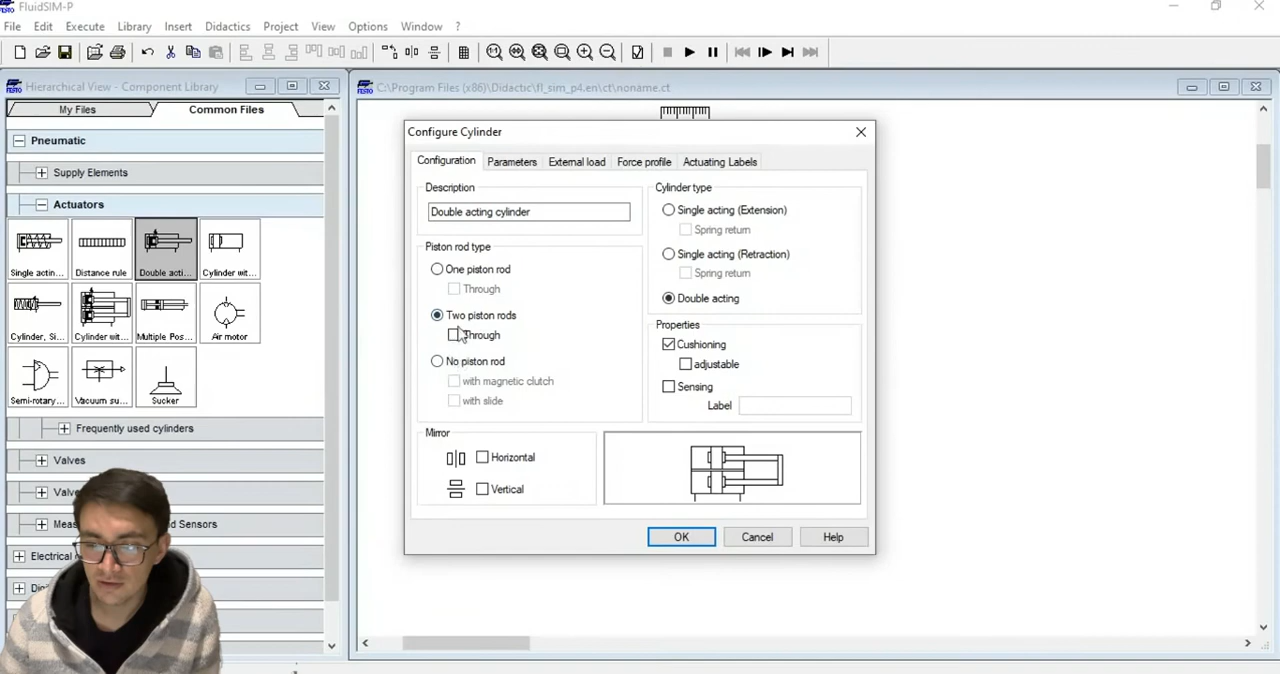 FluidSIM-P
File Edit Execute Library Insert Didactics Project View Options Window ?
FESTO Hierarchical View - Component Library
My Files Common Files
Pneumatic
Supply Elements
Actuators
Single actin... Distance rule Double acti... Cylinder wit...
Cylinder, Si... Cylinder wit... Multiple Pos... Air motor
Semi-rotary... Vacuum su... Sucker
Frequently used cylinders
Valves
and Sensors
Electrical
FESTO C:\Program Files (x86)\Didactic\fl_sim_p4.en\ct\noname.ct
Configure Cylinder
Configuration Parameters External load Force profile Actuating Labels
Description
Double acting cylinder
Piston rod type
One piston rod
Through
Two piston rods
Through
No piston rod
with magnetic clutch
with slide
Mirror
Horizontal
Vertical
Cylinder type
Single acting (Extension)
Spring return
Single acting (Retraction)
Spring return
Double acting
Properties
Cushioning
adjustable
Sensing
Label
OK Cancel Help